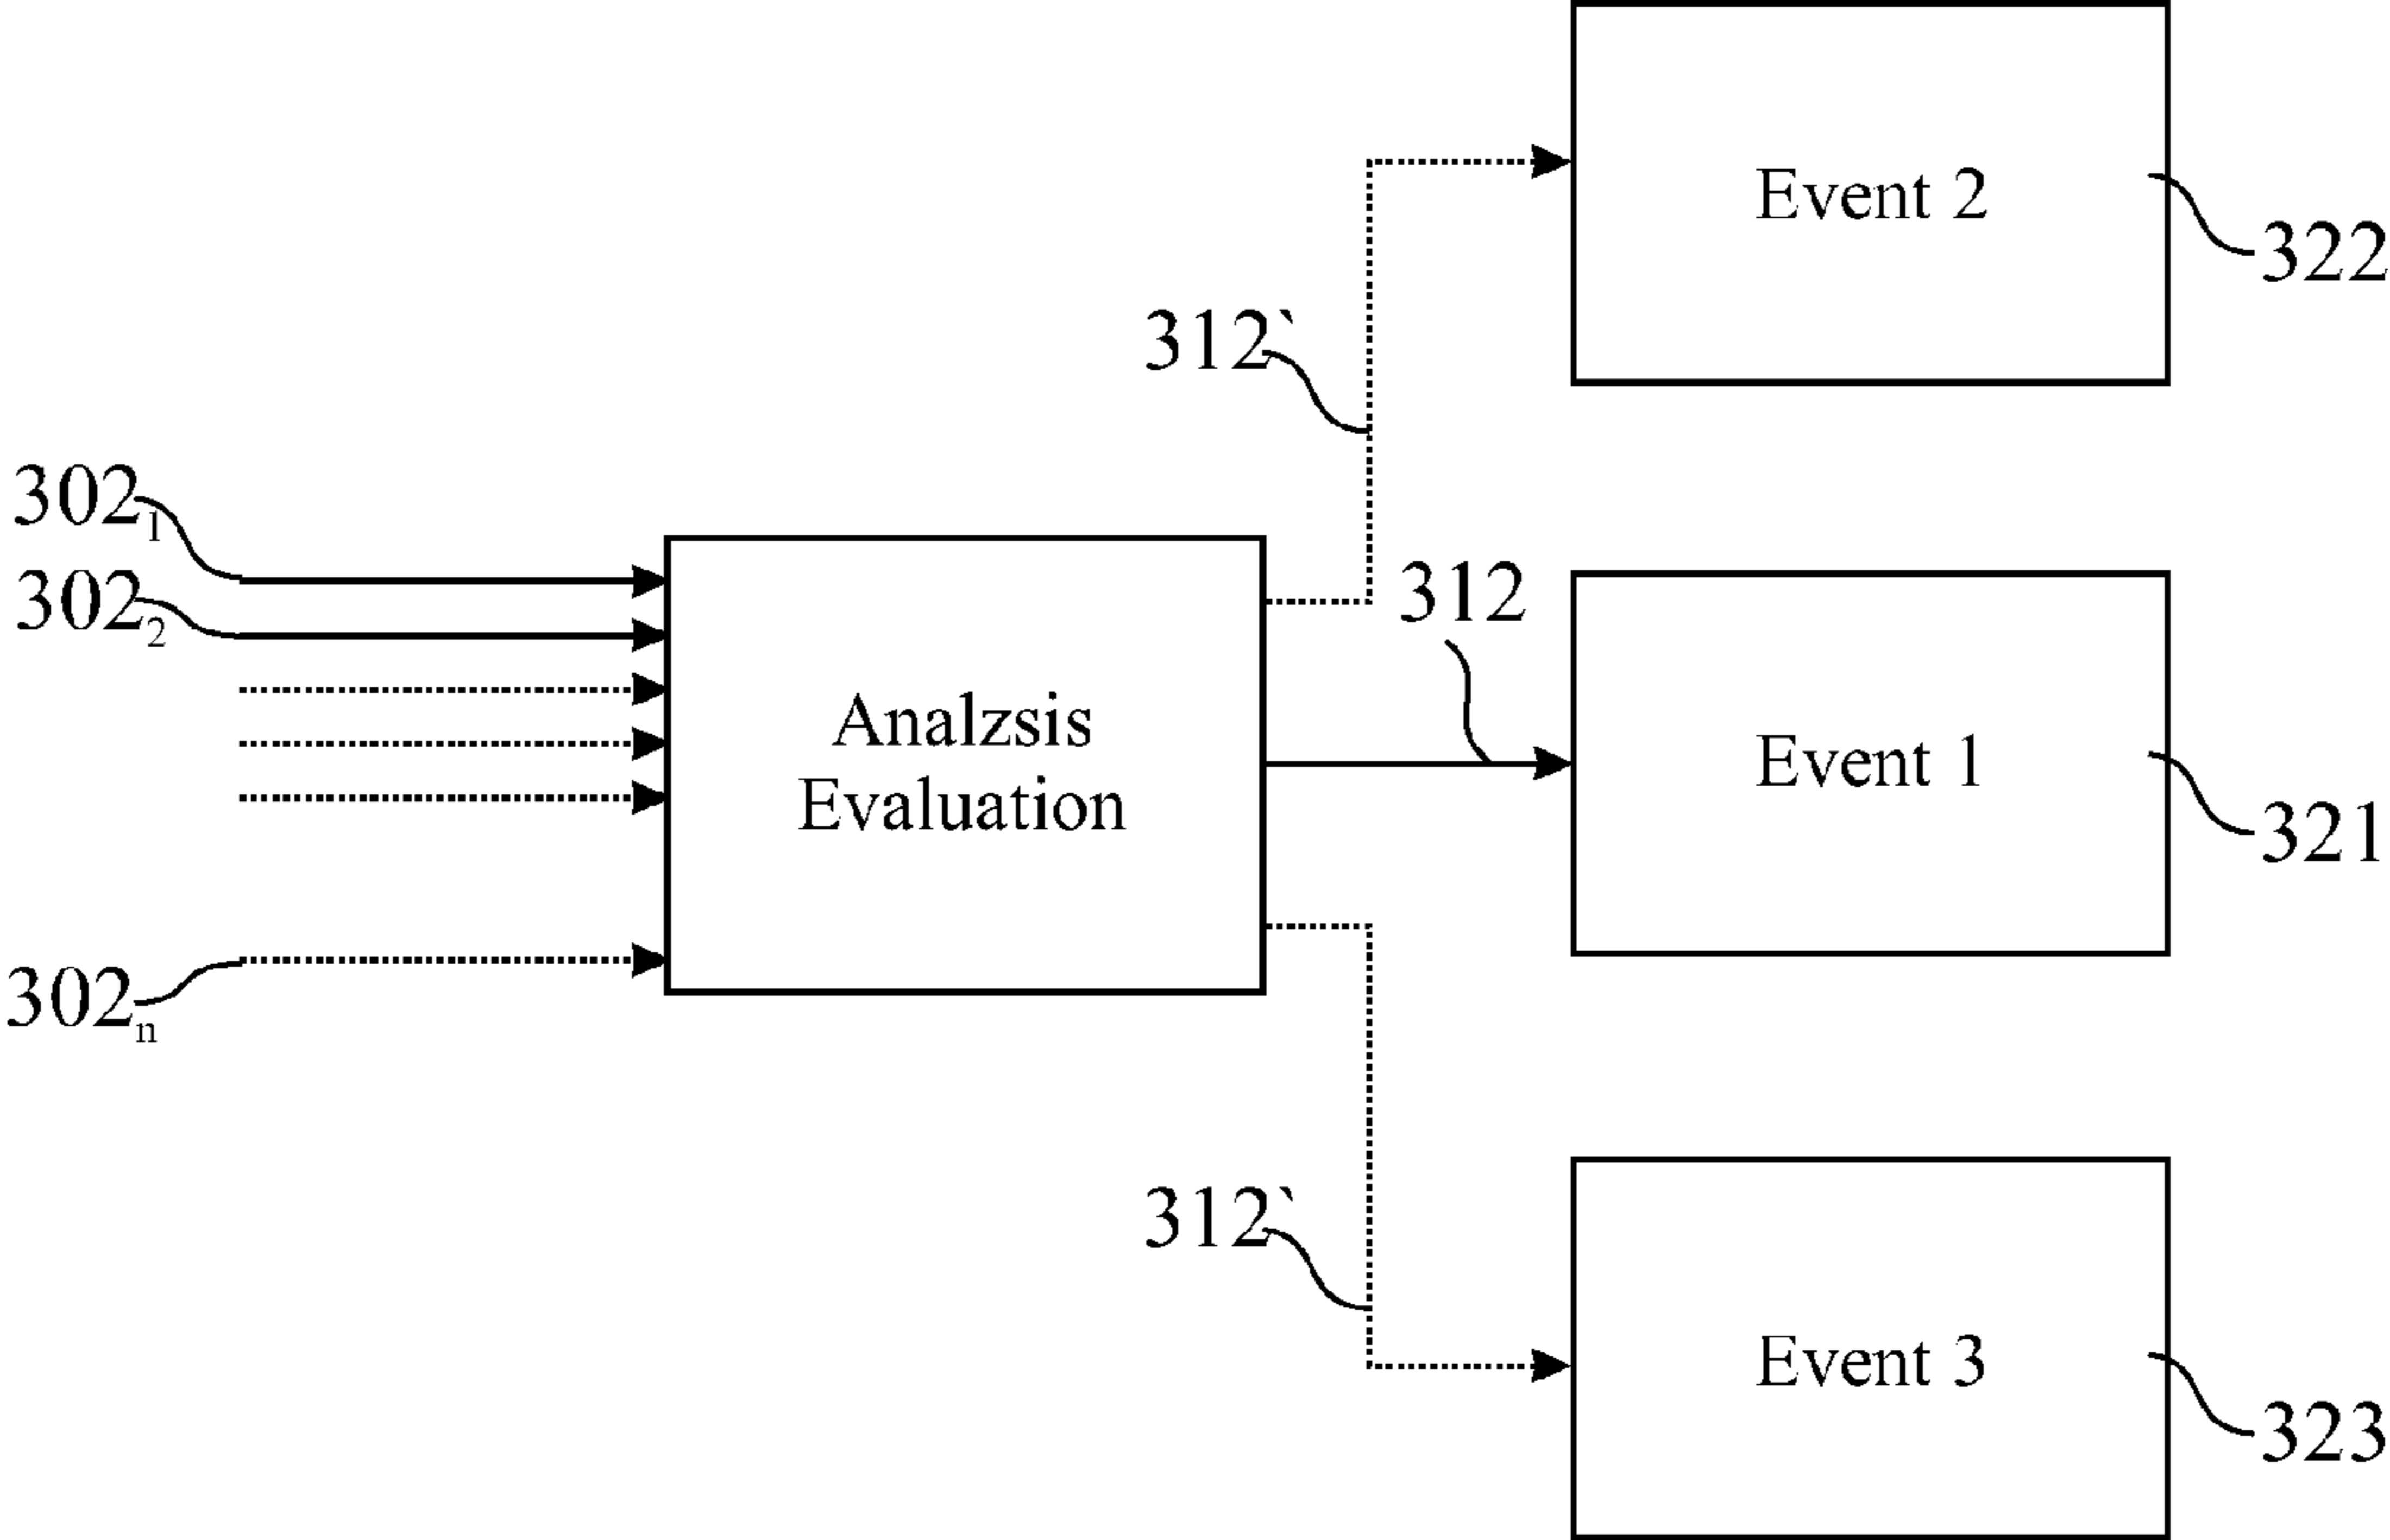 Event 2
322
312`
302₁
302₂
312
Analzsis
Evaluation
Event 1
321
302ₙ
312`
Event 3
323